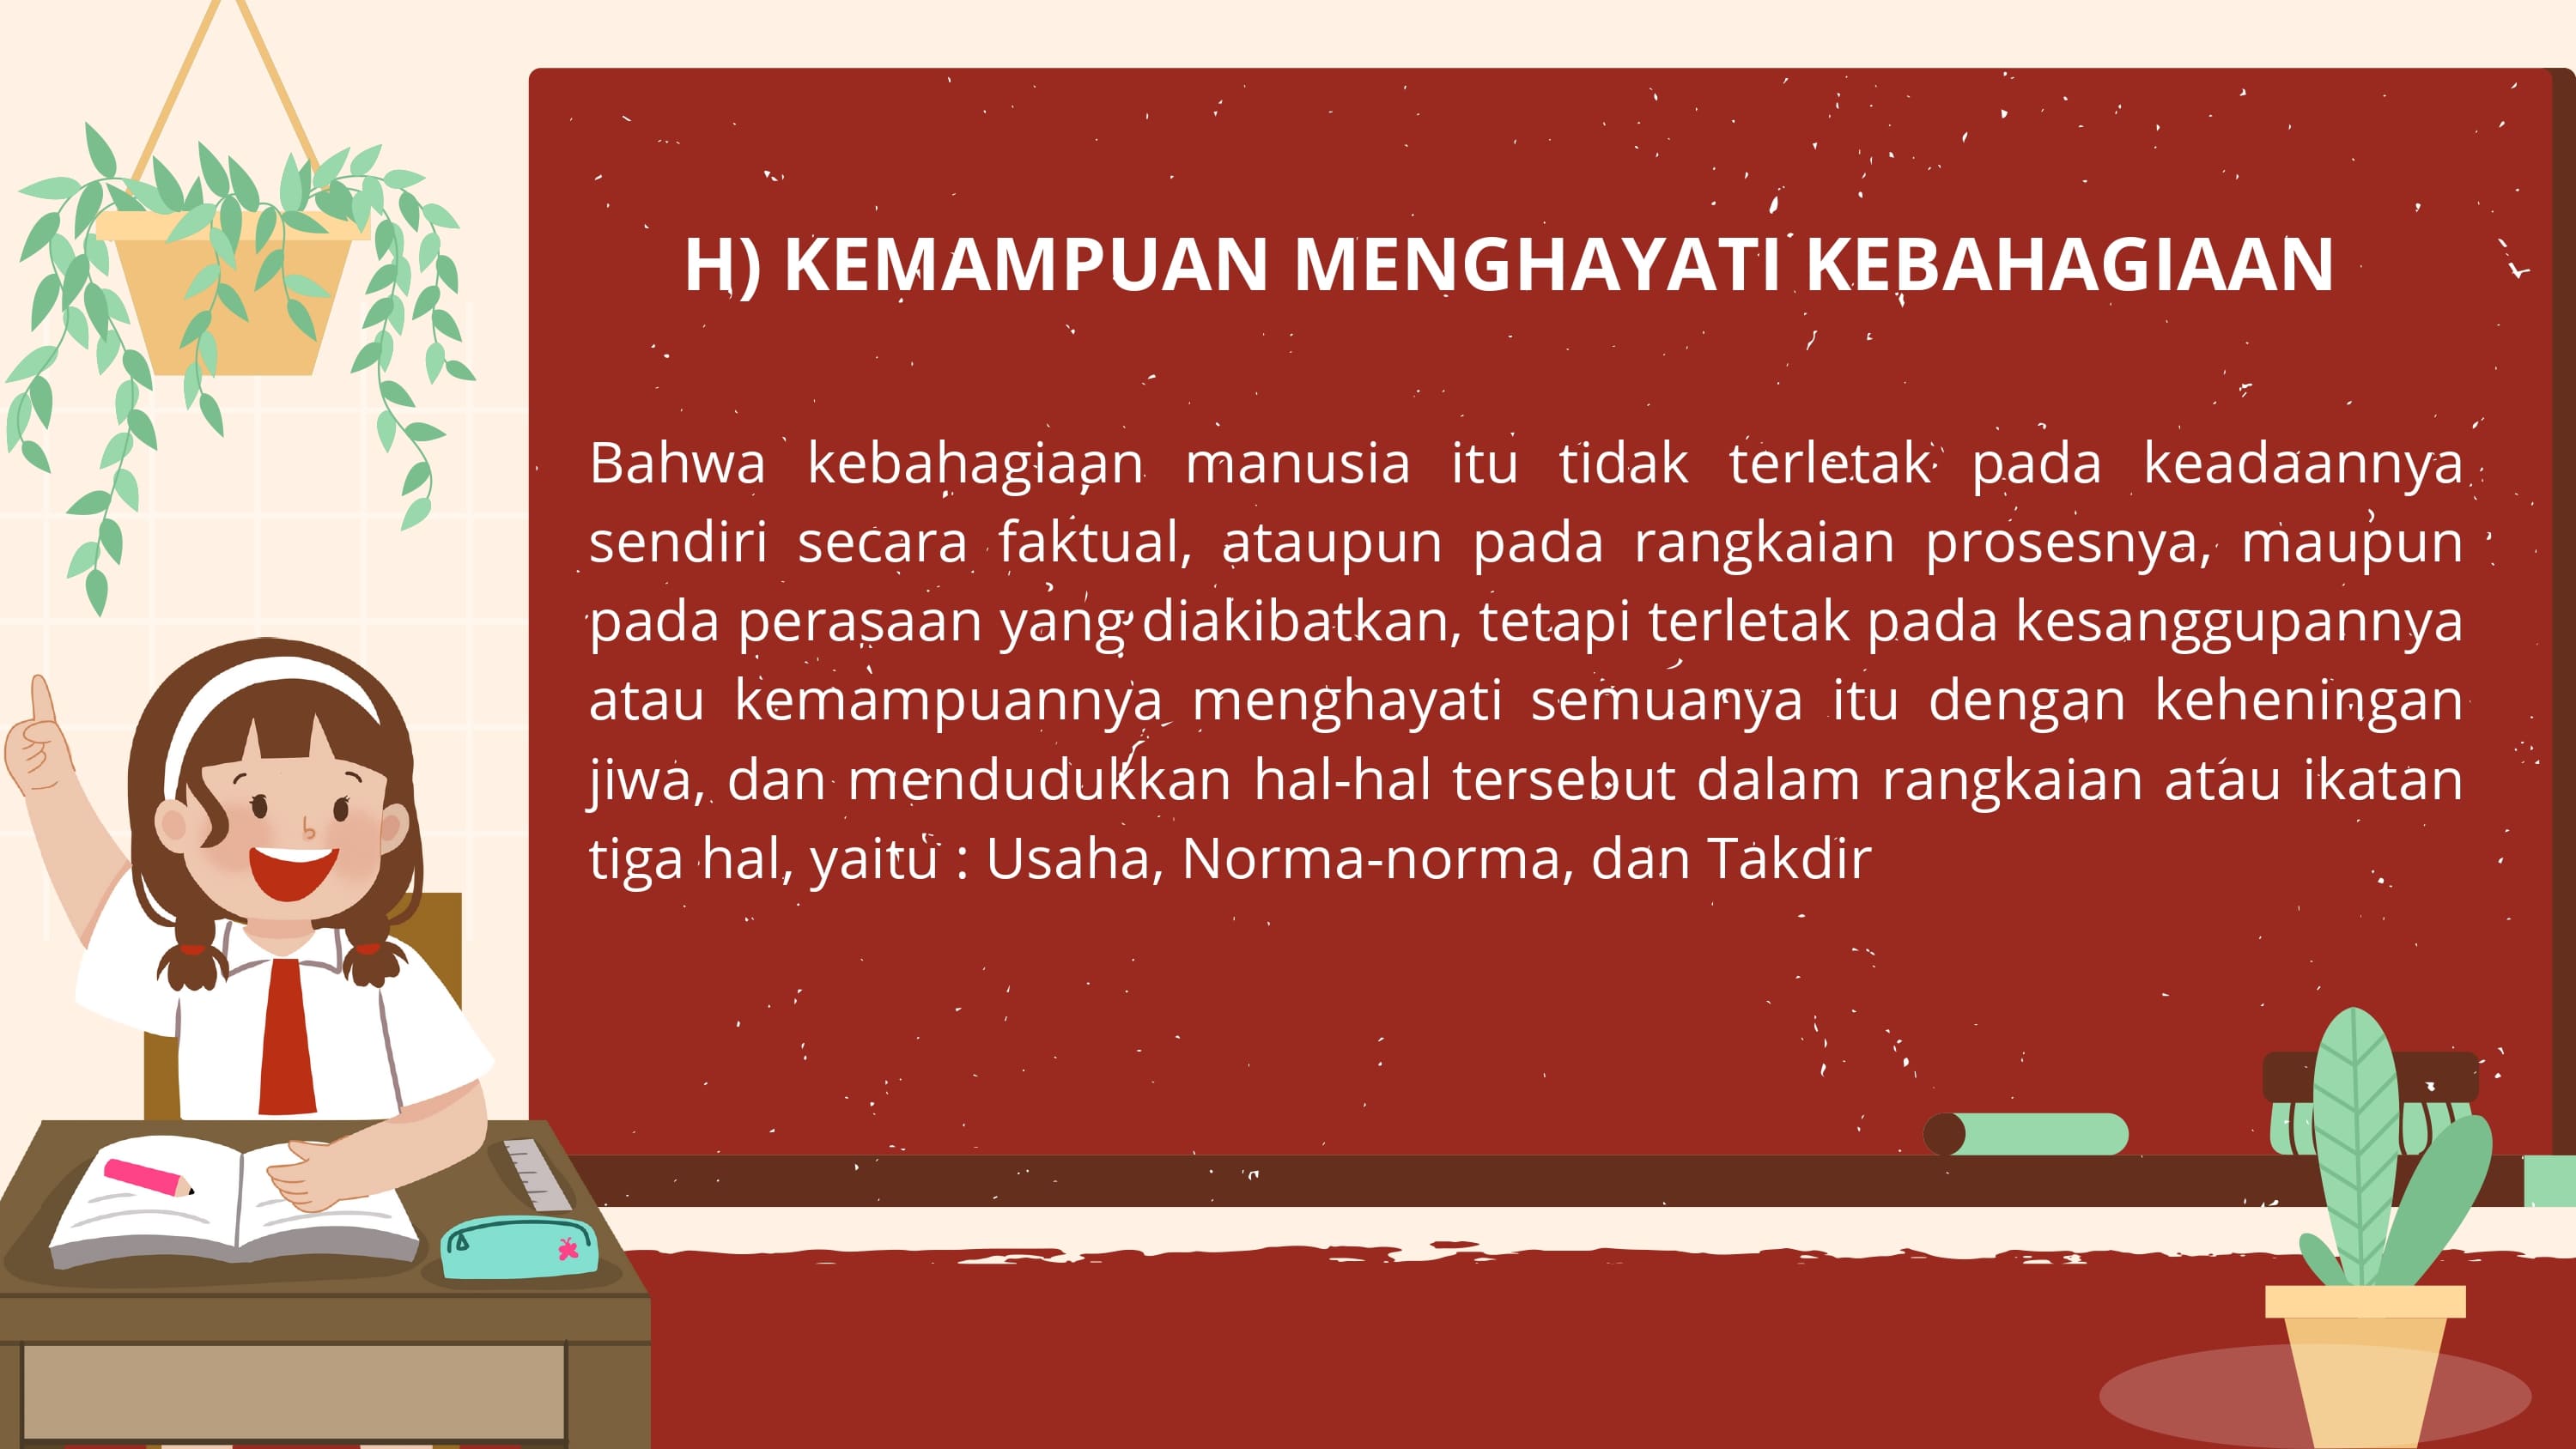 H) KEMAMPUAN MENGHAYATI KEBAHAGIAAN
Bahwa kebahagiaan manusia itu tidak terletak pada keadaannya
sendiri secara faktual, ataupun pada rangkaian prosesnya, maupun
pada perasaan yang diakibatkan, tetapi terletak pada kesanggupannya
atau kemampuannya menghayati semuanya itu dengan keheningan
jiwa, dan mendudukkan hal-hal tersebut dalam rangkaian atau ikatan
tiga hal, yaitu : Usaha, Norma-norma, dan Takdir